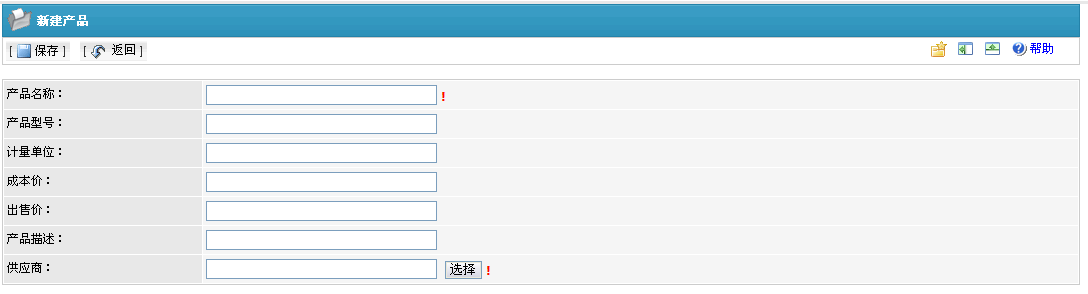 新建产品
[ 保存 ] [ 返回 ] 帮助
产品名称： !
产品型号：
计量单位：
成本价：
出售价：
产品描述：
供应商： 选择 !